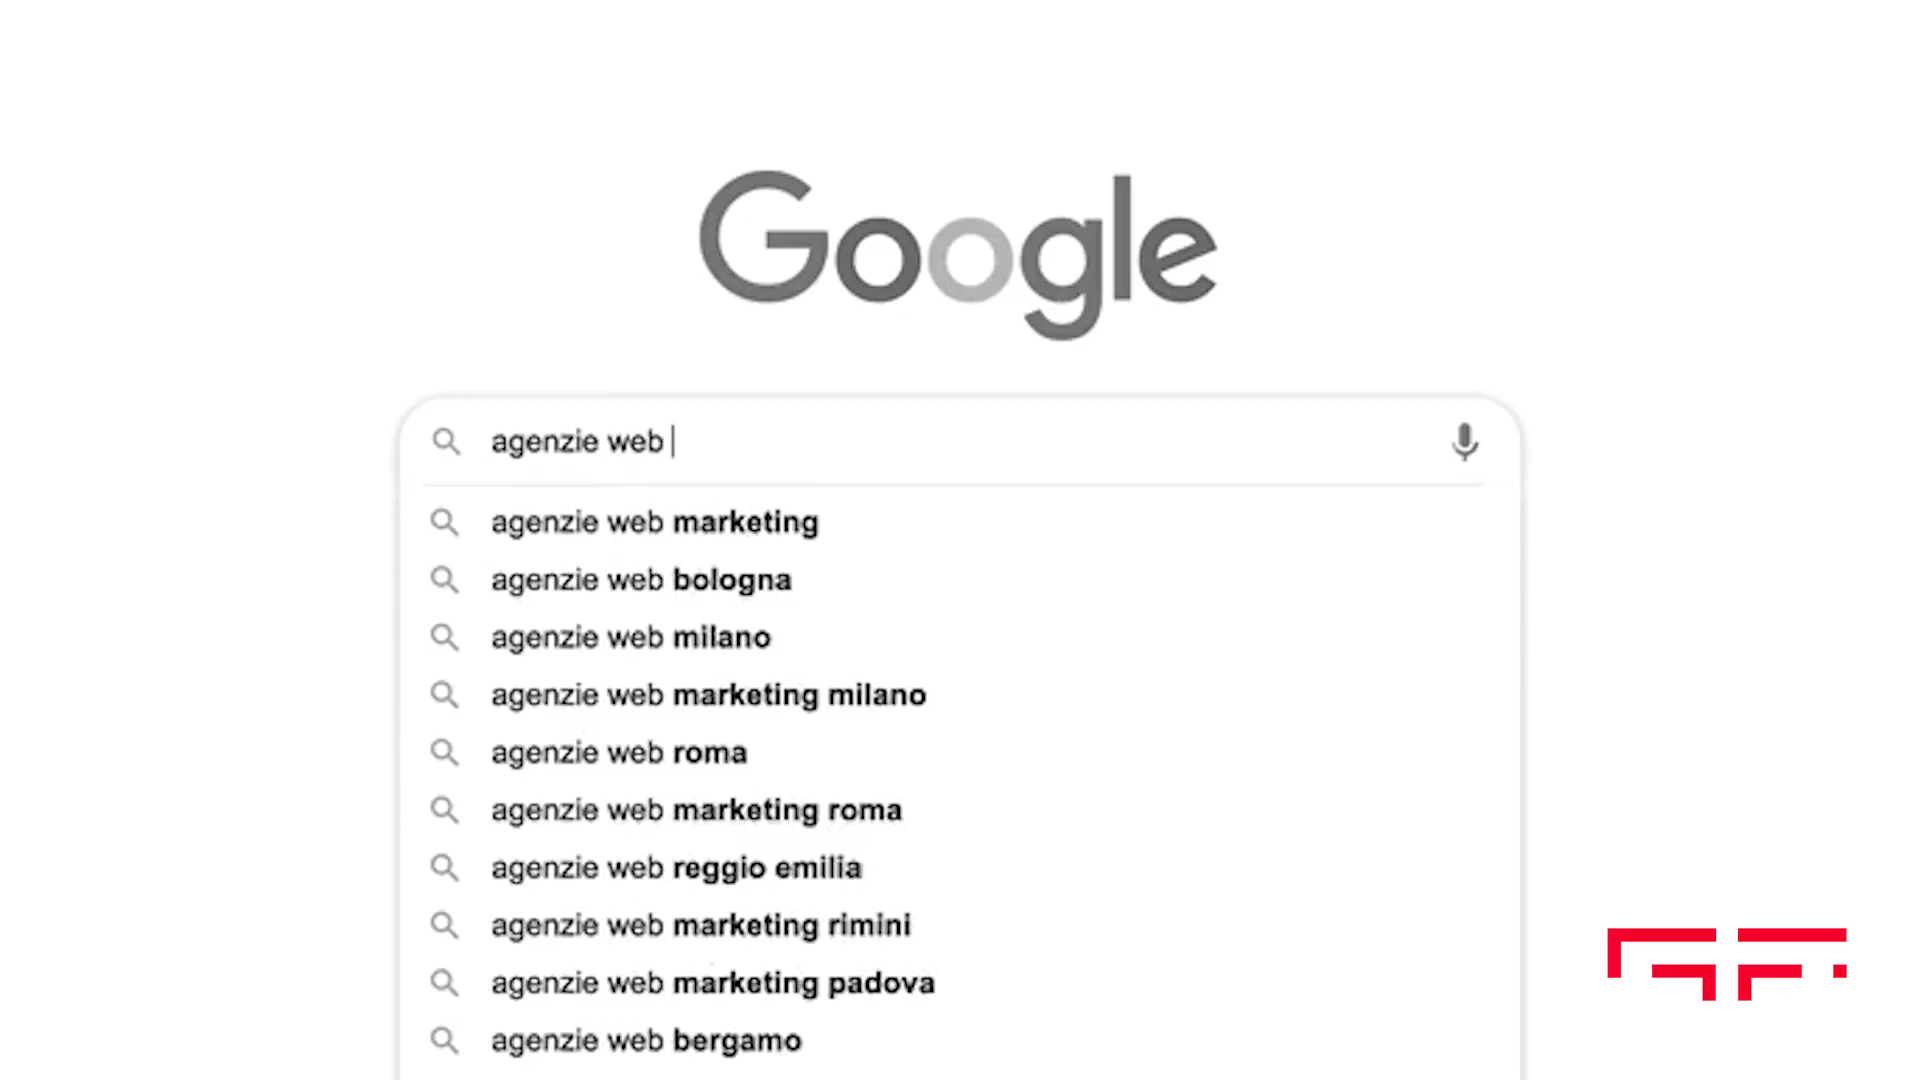 Google
agenzie web
agenzie web marketing
agenzie web bologna
agenzie web milano
agenzie web marketing milano
agenzie web roma
agenzie web marketing roma
agenzie web reggio emilia
agenzie web marketing rimini
agenzie web marketing padova
agenzie web bergamo